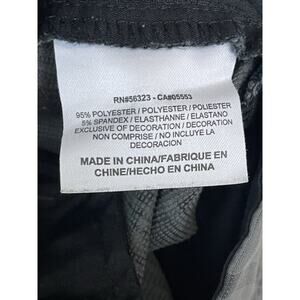 RN#56323 - CA#05553
95% POLYESTER / POLYESTER / POLIESTER
5% SPANDEX / ELASTHANNE / ELASTANO
EXCLUSIVE OF DECORATION / DECORATION
NON COMPRISE / NO INCLUYE LA
DECORACION
MADE IN CHINA/FABRIQUE EN
CHINE/HECHO EN CHINA